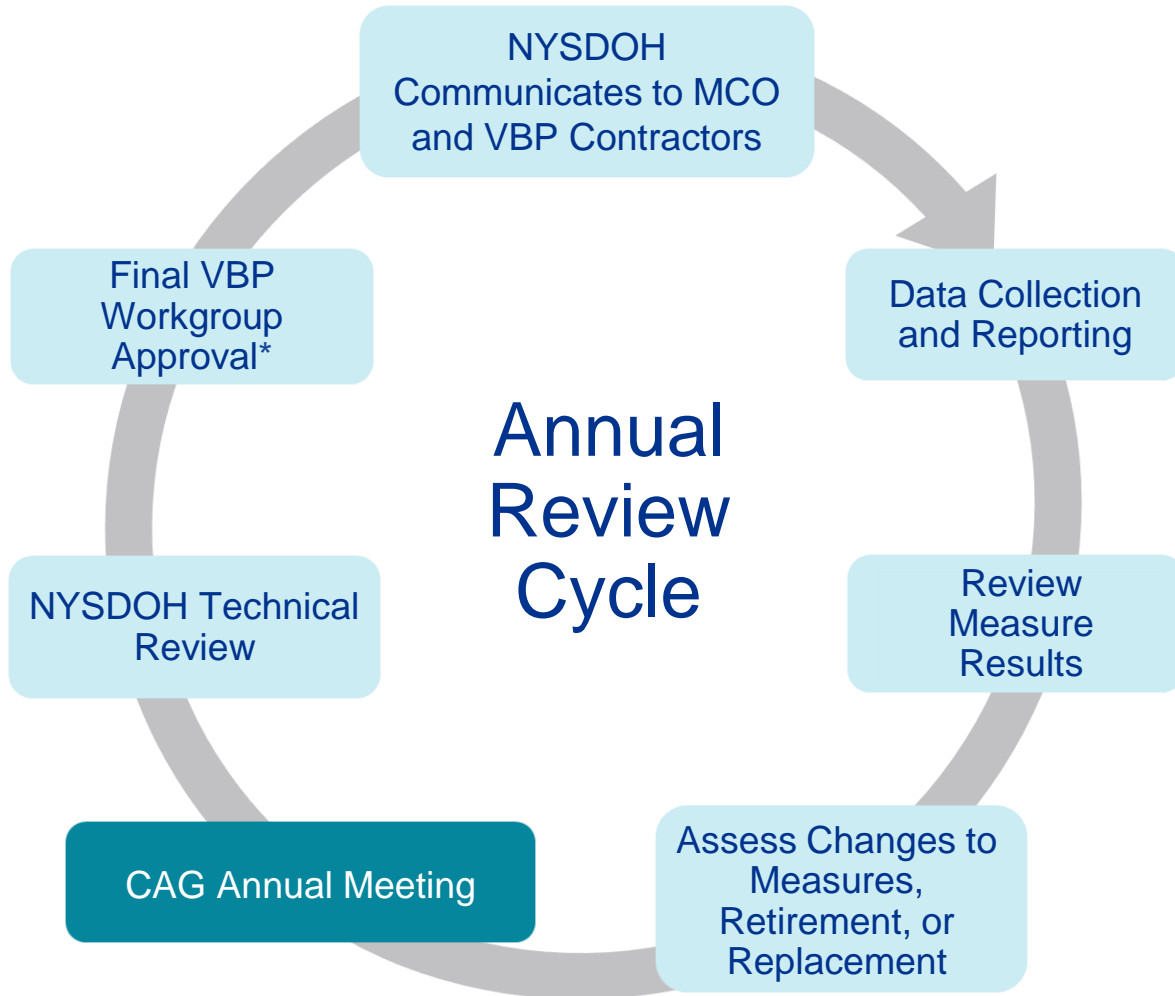 NYSDOH
Communicates to MCO
and VBP Contractors
Final VBP
Workgroup
Approval*
Data Collection
and Reporting
Annual
Review
Cycle
NYSDOH Technical
Review
Review
Measure
Results
CAG Annual Meeting
Assess Changes to
Measures,
Retirement, or
Replacement